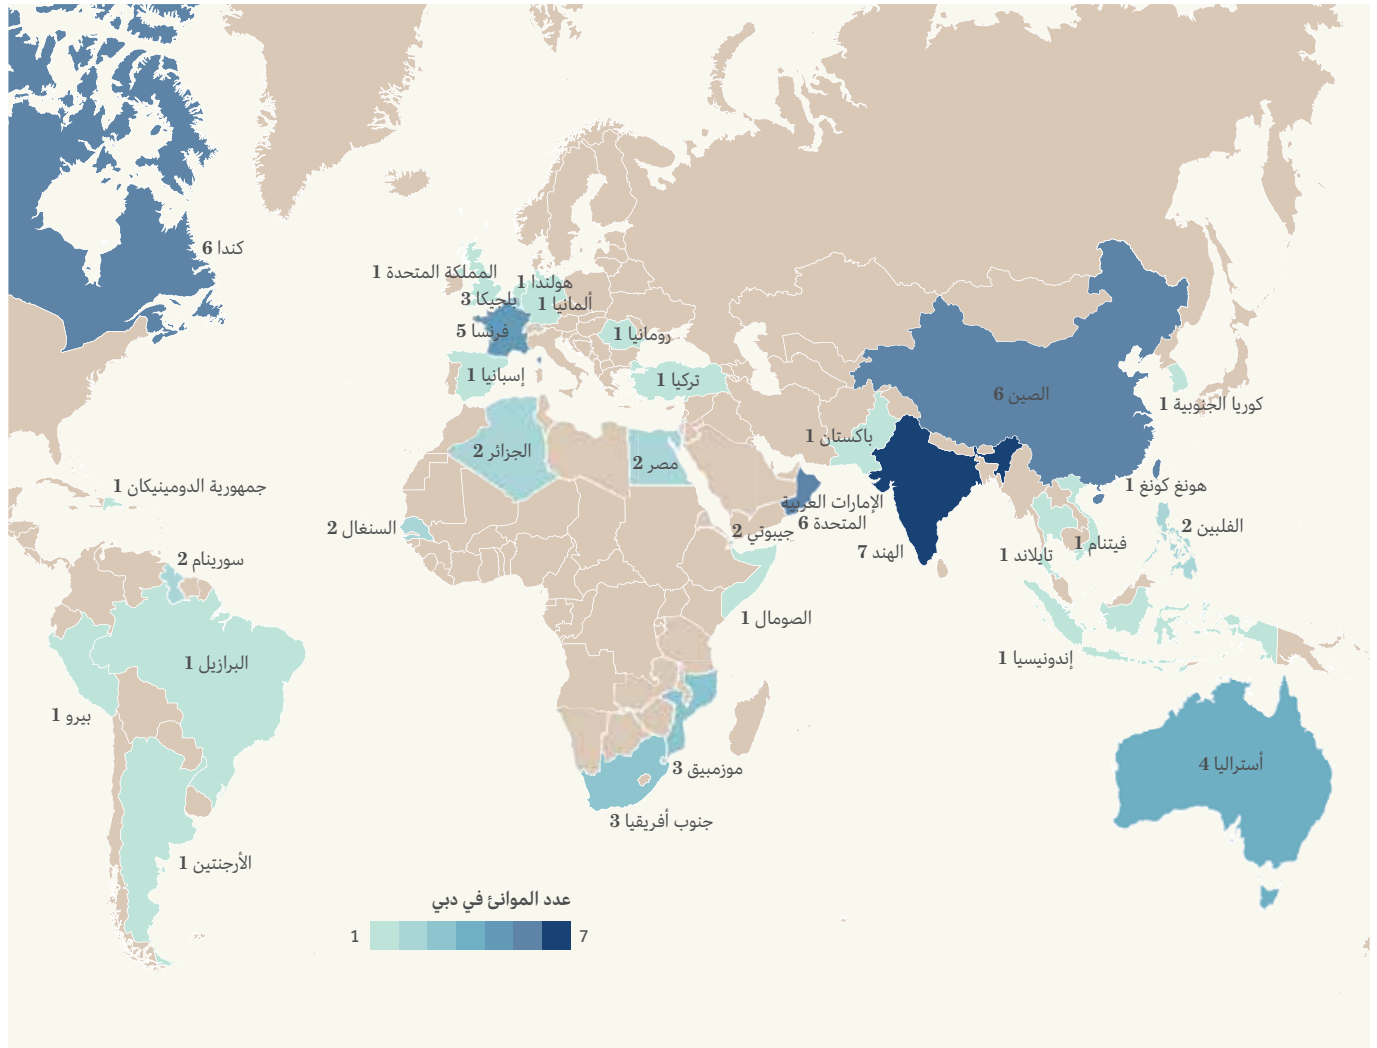 كندا 6
المملكة المتحدة 1
هولندا 1
بلجيكا 3
ألمانيا 1
فرنسا 5
رومانيا 1
إسبانيا 1
تركيا 1
الصين 6
كوريا الجنوبية 1
باكستان 1
الجزائر 2
مصر 2
جمهورية الدومينيكان 1
هونغ كونغ 1
الإمارات العربية
المتحدة 6
السنغال 2
جيبوتي 2
الفلبين 2
فيتنام 1
تايلاند 1
الهند 7
سورينام 2
الصومال 1
إندونيسيا 1
البرازيل 1
بيرو 1
أستراليا 4
موزمبيق 3
جنوب أفريقيا 3
الأرجنتين 1
عدد الموانئ في دبي
1
7